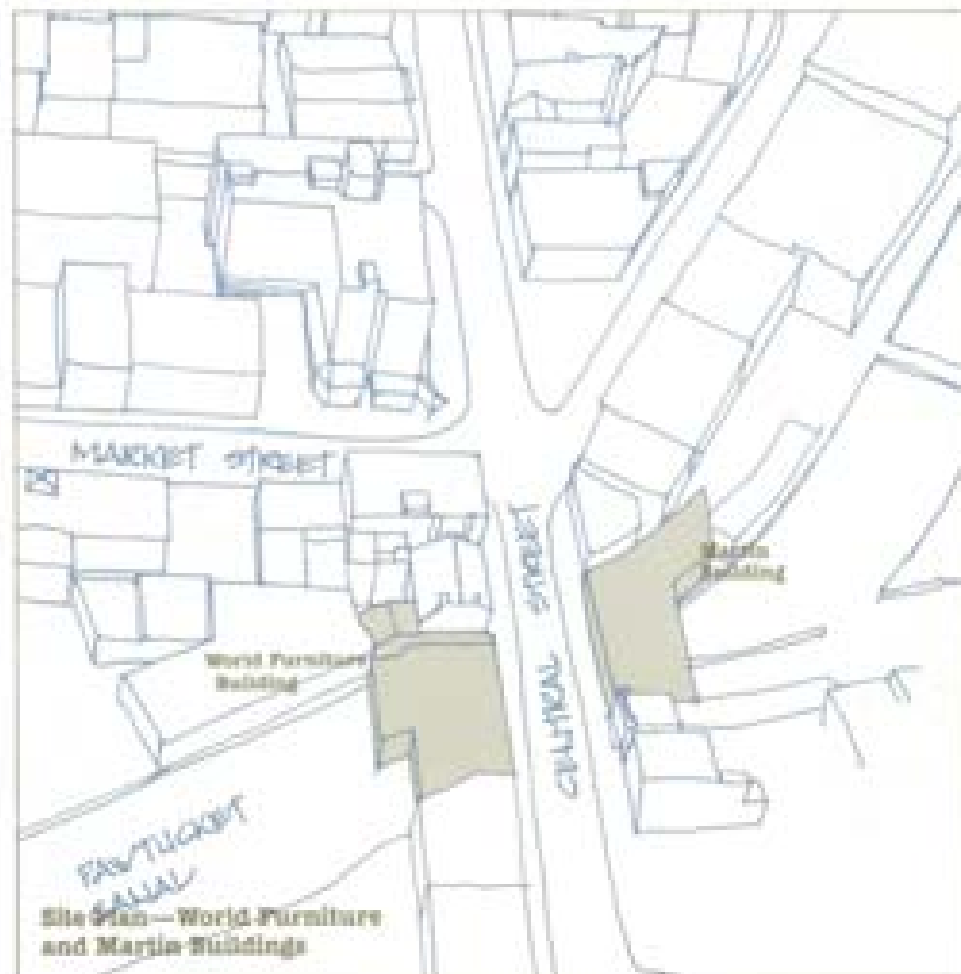 MARKET STREET
CENTRAL STREET
Martin
Building
World Furniture
Building
PAWTUCKET
CANAL
Site Plan—World Furniture
and Martin Buildings